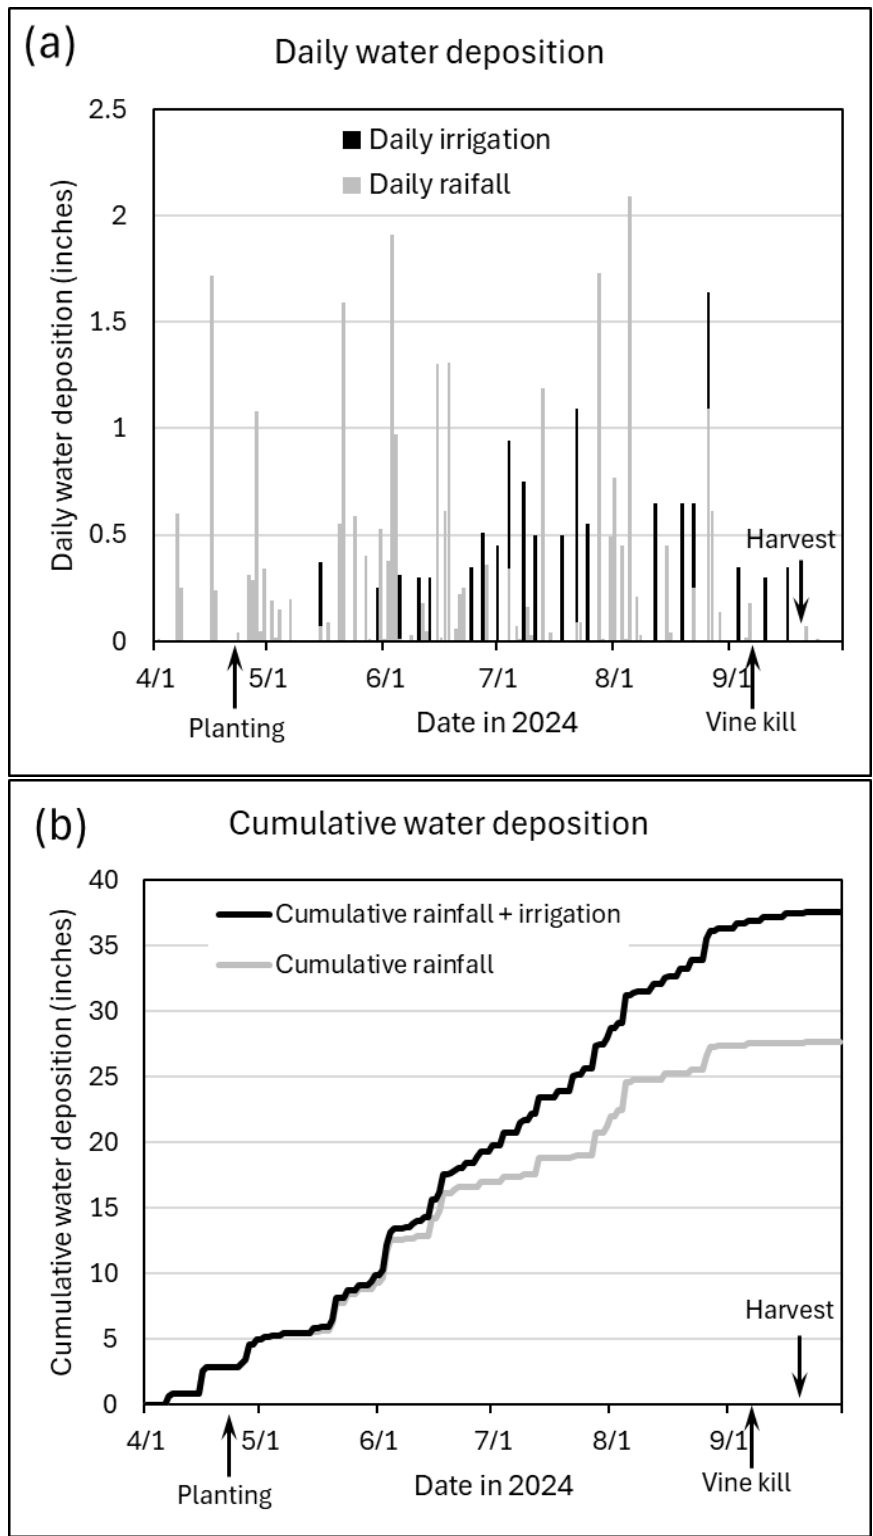 (a)
Daily water deposition
Daily water deposition (inches)
2.5
2
1.5
1
0.5
0
Daily irrigation
Daily raifall
Harvest
4/1
5/1
6/1
7/1
8/1
9/1
Planting
Date in 2024
Vine kill
(b)
Cumulative water deposition
Cumulative water deposition (inches)
40
35
30
25
20
15
10
5
0
Cumulative rainfall + irrigation
Cumulative rainfall
Harvest
4/1
5/1
6/1
7/1
8/1
9/1
Planting
Date in 2024
Vine kill